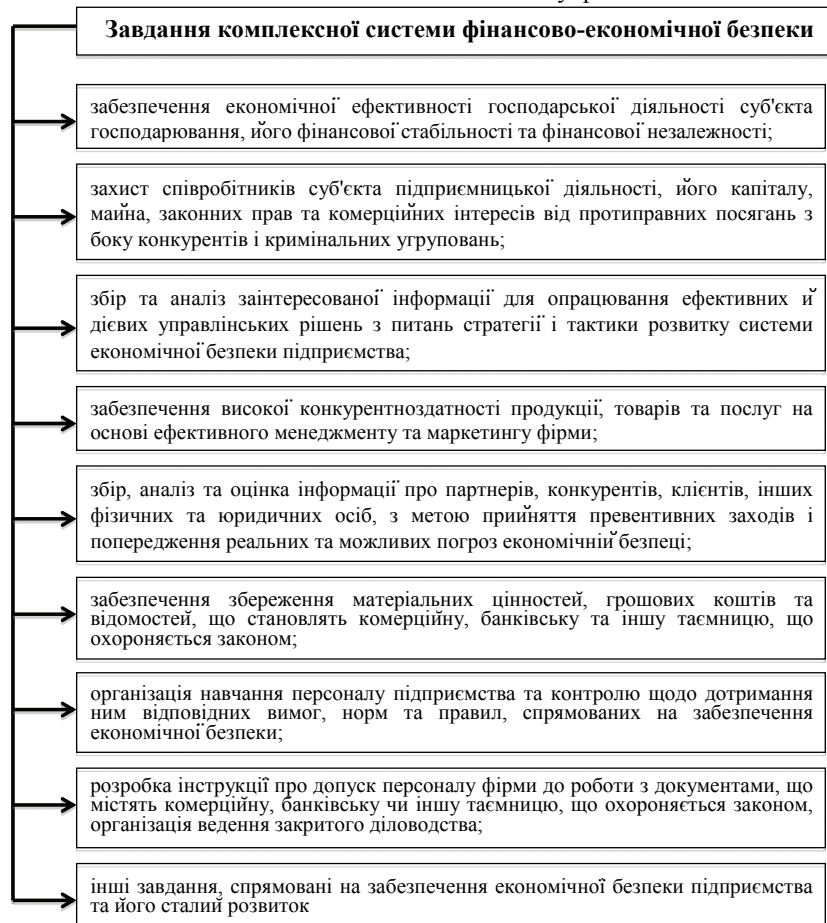 Завдання комплексної системи фінансово-економічної безпеки
забезпечення економічної ефективності господарської діяльності суб'єкта
господарювання, його фінансової стабільності та фінансової незалежності;
захист співробітників суб'єкта підприємницької діяльності, його капіталу,
майна, законних прав та комерційних інтересів від протиправних посягань з
боку конкурентів і кримінальних угруповань;
збір та аналіз заінтересованої інформації для опрацювання ефективних й
дієвих управлінських рішень з питань стратегії і тактики розвитку системи
економічної безпеки підприємства;
забезпечення високої конкурентноздатності продукції, товарів та послуг на
основі ефективного менеджменту та маркетингу фірми;
збір, аналіз та оцінка інформації про партнерів, конкурентів, клієнтів, інших
фізичних та юридичних осіб, з метою прийняття превентивних заходів і
попередження реальних та можливих погроз економічній безпеці;
забезпечення збереження матеріальних цінностей, грошових коштів та
відомостей, що становлять комерційну, банківську та іншу таємницю, що
охороняється законом;
організація навчання персоналу підприємства та контролю щодо дотримання
ним відповідних вимог, норм та правил, спрямованих на забезпечення
економічної безпеки;
розробка інструкції про допуск персоналу фірми до роботи з документами, що
містять комерційну, банківську чи іншу таємницю, що охороняється законом,
організація ведення закритого діловодства;
інші завдання, спрямовані на забезпечення економічної безпеки підприємства
та його сталий розвиток